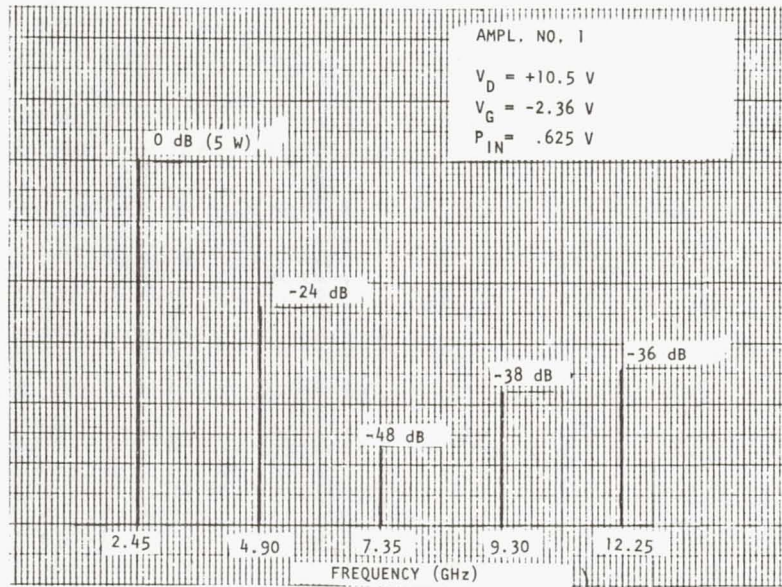 AMPL. NO. 1
V_D = +10.5 V
V_G = -2.36 V
P_IN= .625 V
0 dB (5 W)
-24 dB
-36 dB
-38 dB
-48 dB
2.45 4.90 7.35 9.30 12.25
FREQUENCY (GHz)